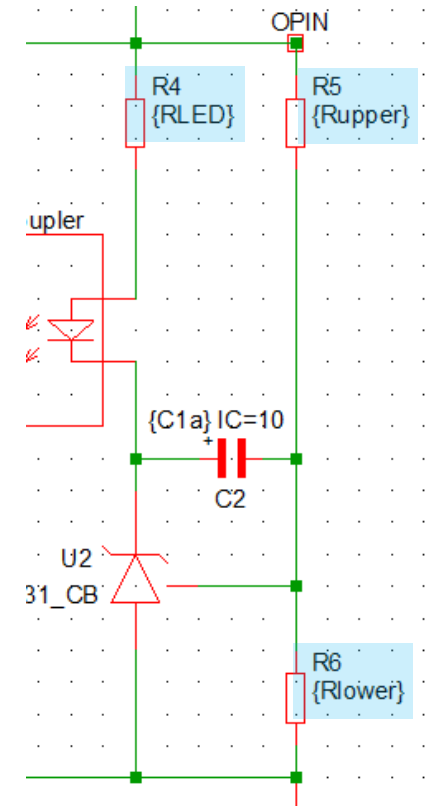 OPIN
R4
{RLED}
R5
{Rupper}
upler
{C1a} IC=10
+
C2
U2
31_CB
R6
{Rlower}